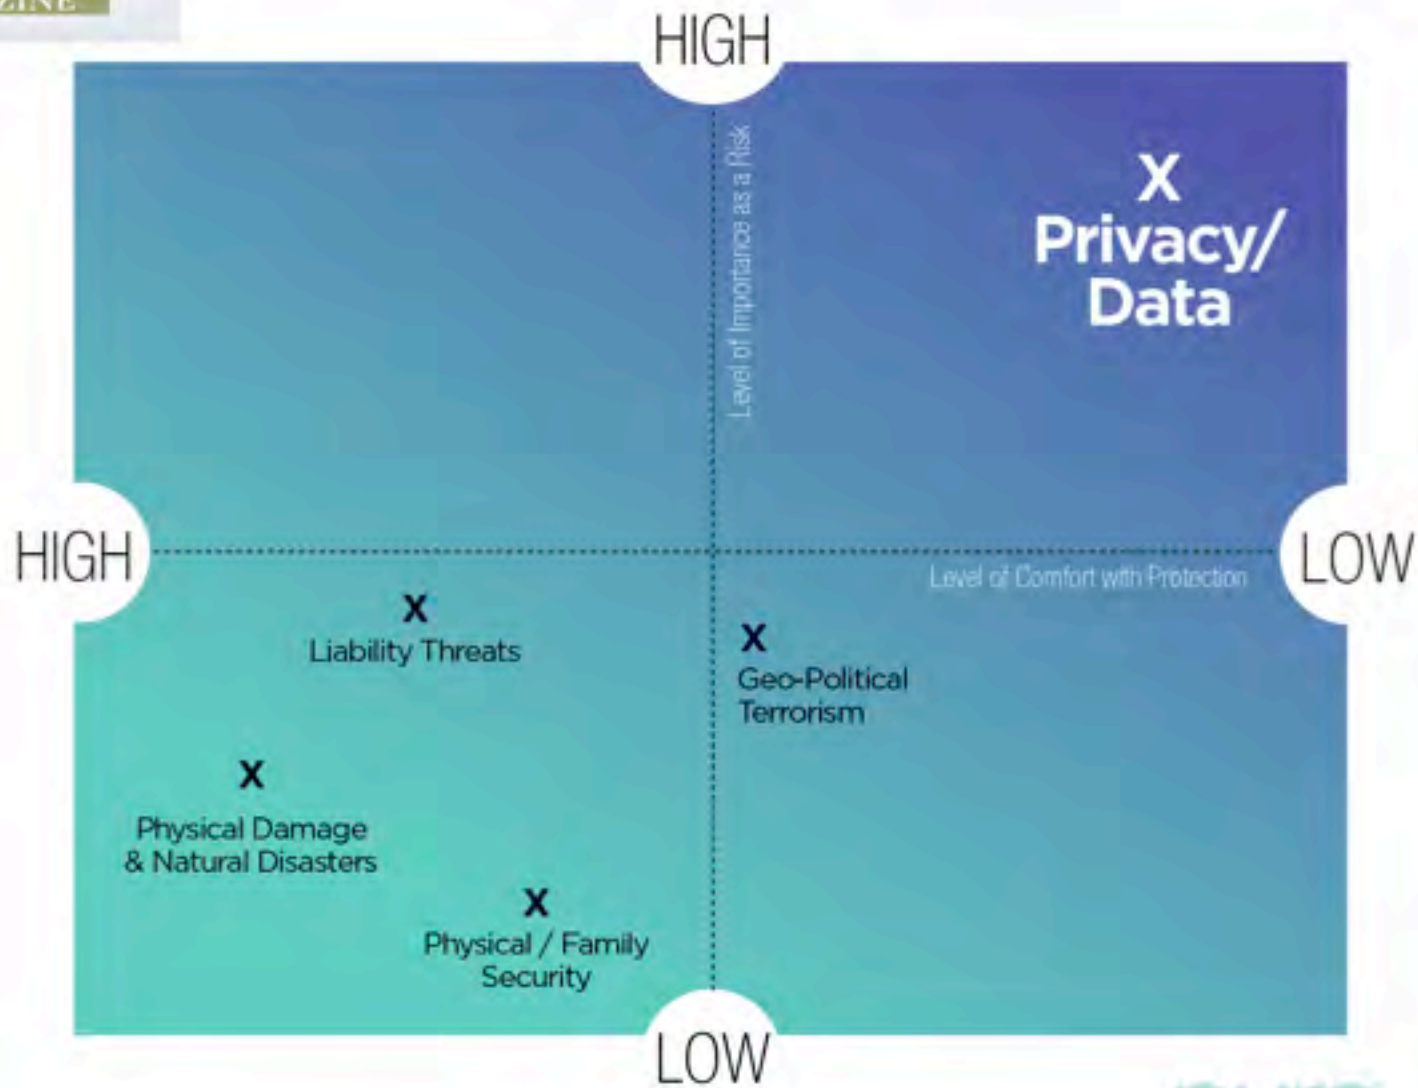 HIGH
Level of Importance as a Risk
X
Privacy/
Data
HIGH
LOW
Level of Comfort with Protection
X
Liability Threats
X
Geo-Political
Terrorism
X
Physical Damage
& Natural Disasters
X
Physical / Family
Security
LOW